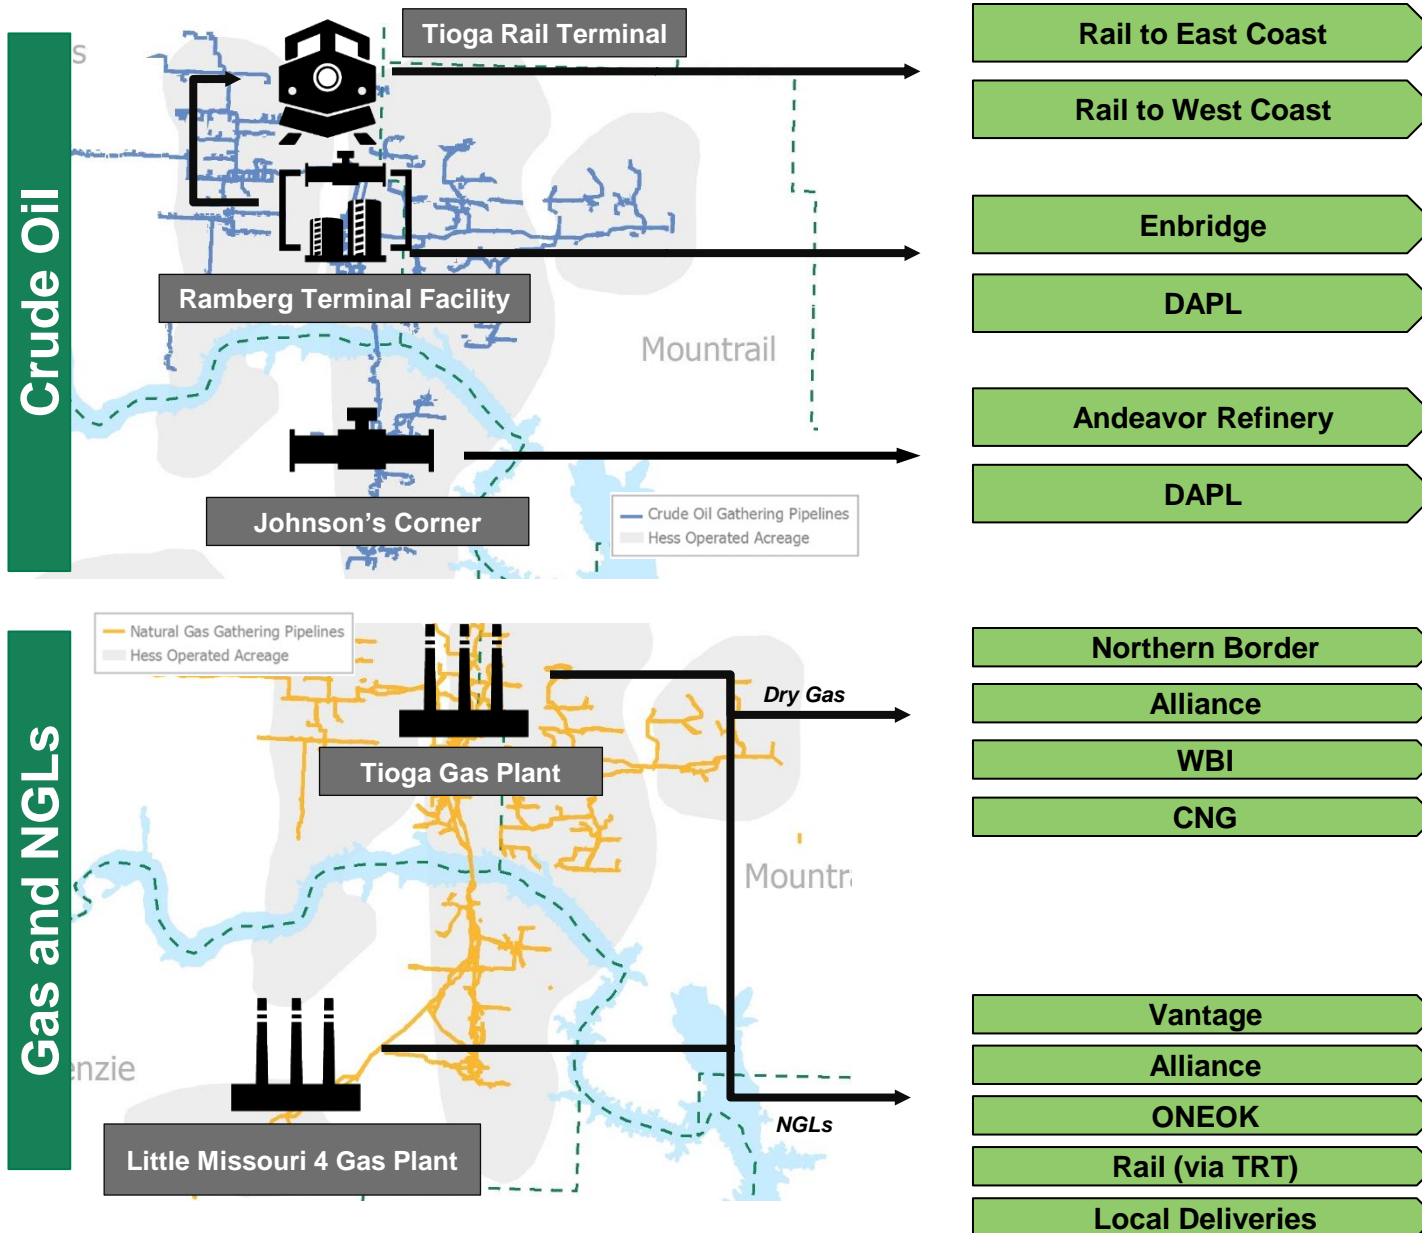 Crude Oil
s
Tioga Rail Terminal
Rail to East Coast
Rail to West Coast
Enbridge
Ramberg Terminal Facility
DAPL
Mountrail
Andeavor Refinery
Johnson's Corner
DAPL
Crude Oil Gathering Pipelines
Hess Operated Acreage
Gas and NGLs
Natural Gas Gathering Pipelines
Hess Operated Acreage
Northern Border
Dry Gas
Alliance
Tioga Gas Plant
WBI
CNG
Mountra
Vantage
enzie
Alliance
NGLs
ONEOK
Little Missouri 4 Gas Plant
Rail (via TRT)
Local Deliveries